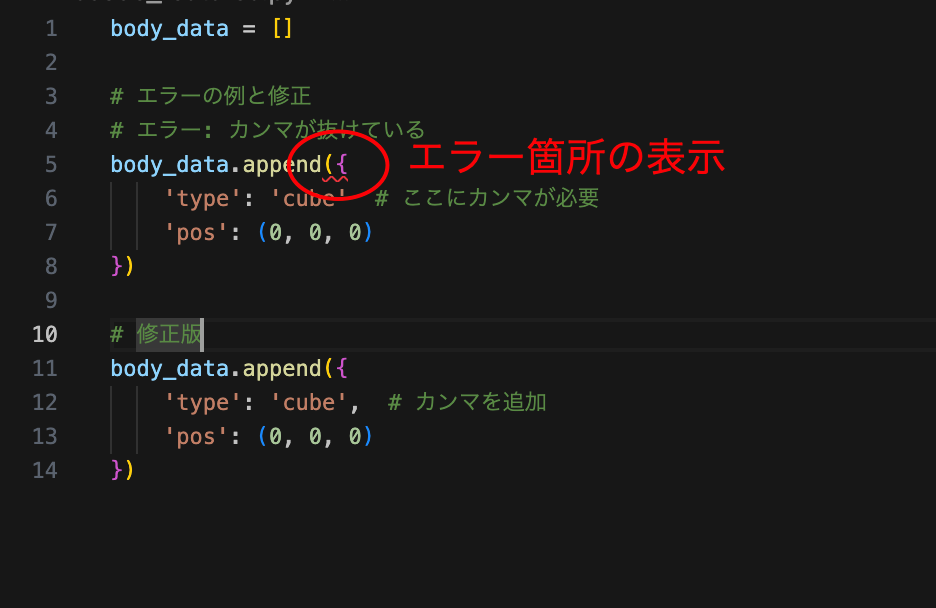 1 body_data = []
2
3 # エラーの例と修正
4 # エラー: カンマが抜けている
5 body_data.append({ エラー箇所の表示
6 'type': 'cube' # ここにカンマが必要
7 'pos': (0, 0, 0)
8 })
9
10 # 修正版
11 body_data.append({
12 'type': 'cube', # カンマを追加
13 'pos': (0, 0, 0)
14 })